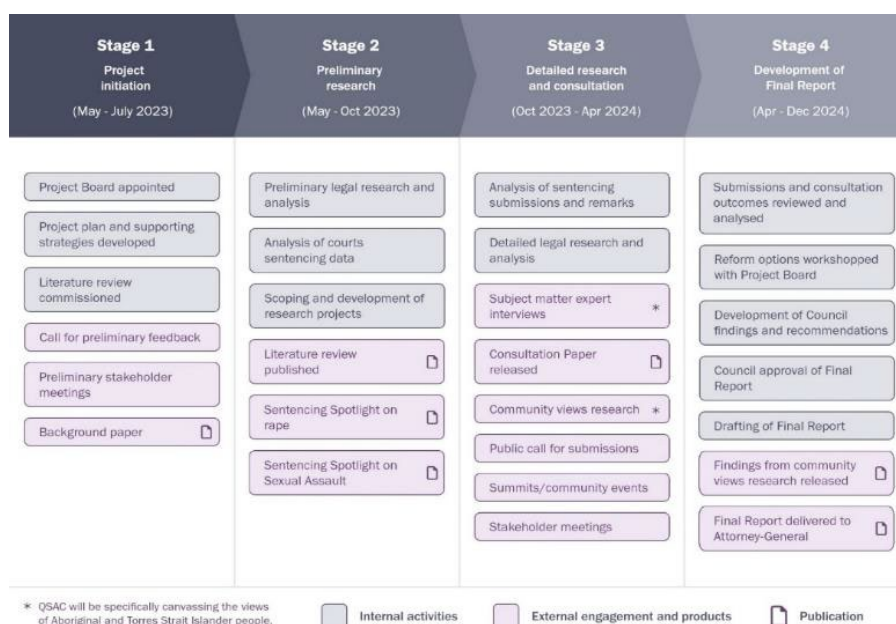 Stage 1
Project
initiation
(May - July 2023)
Stage 2
Preliminary
research
(May - Oct 2023)
Stage 3
Detailed research
and consultation
(Oct 2023 - Apr 2024)
Stage 4
Development of
Final Report
(Apr - Dec 2024)
Project Board appointed
Project plan and supporting
strategies developed
Literature review
commissioned
Call for preliminary feedback
Preliminary stakeholder
meetings
Background paper
Preliminary legal research and
analysis
Analysis of courts
sentencing data
Scoping and development of
research projects
Literature review
published
Sentencing Spotlight on
rape
Sentencing Spotlight on
Sexual Assault
Analysis of sentencing
submissions and remarks
Detailed legal research and
analysis
Subject matter expert
interviews *
Consultation Paper
released
Community views research *
Public call for submissions
Summits/community events
Stakeholder meetings
Submissions and consultation
outcomes reviewed and
analysed
Reform options workshopped
with Project Board
Development of Council
findings and recommendations
Council approval of Final
Report
Drafting of Final Report
Findings from community
views research released
Final Report delivered to
Attorney-General
* QSAC will be specifically canvassing the views
of Aboriginal and Torres Strait Islander people.
Internal activities
External engagement and products
Publication